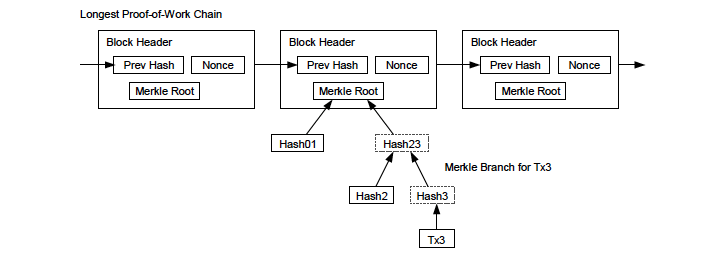 Longest Proof-of-Work Chain
Block Header
Block Header
Block Header
Prev Hash
Nonce
Prev Hash
Nonce
Prev Hash
Nonce
Merkle Root
Merkle Root
Merkle Root
Hash01
Hash23
Merkle Branch for Tx3
Hash2
Hash3
Tx3